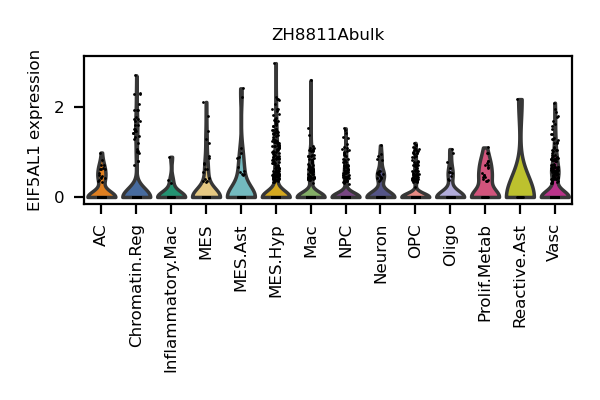 ZH8811Abulk
EIF5AL1 expression
2
0
AC
Chromatin.Reg
Inflammatory.Mac
MES
MES.Ast
MES.Hyp
Mac
NPC
Neuron
OPC
Oligo
Prolif.Metab
Reactive.Ast
Vasc